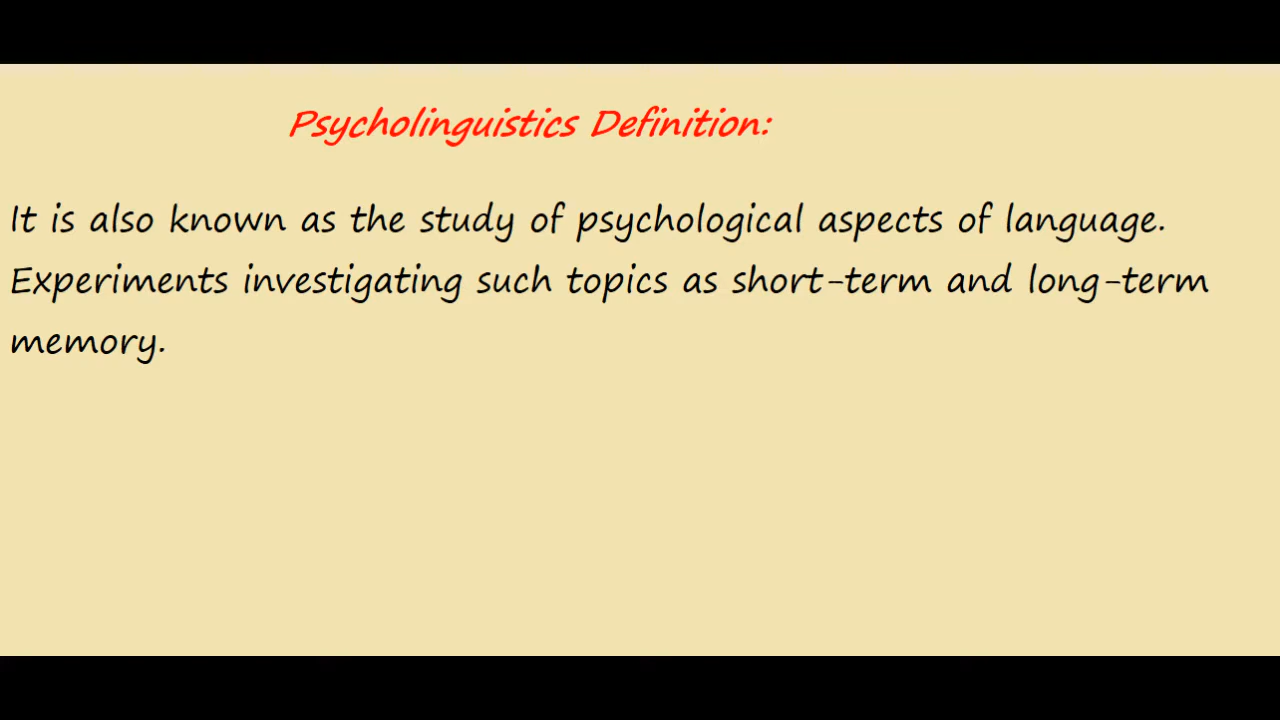 Psycholinguistics Definition:
It is also known as the study of psychological aspects of language.
Experiments investigating such topics as short-term and long-term
memory.